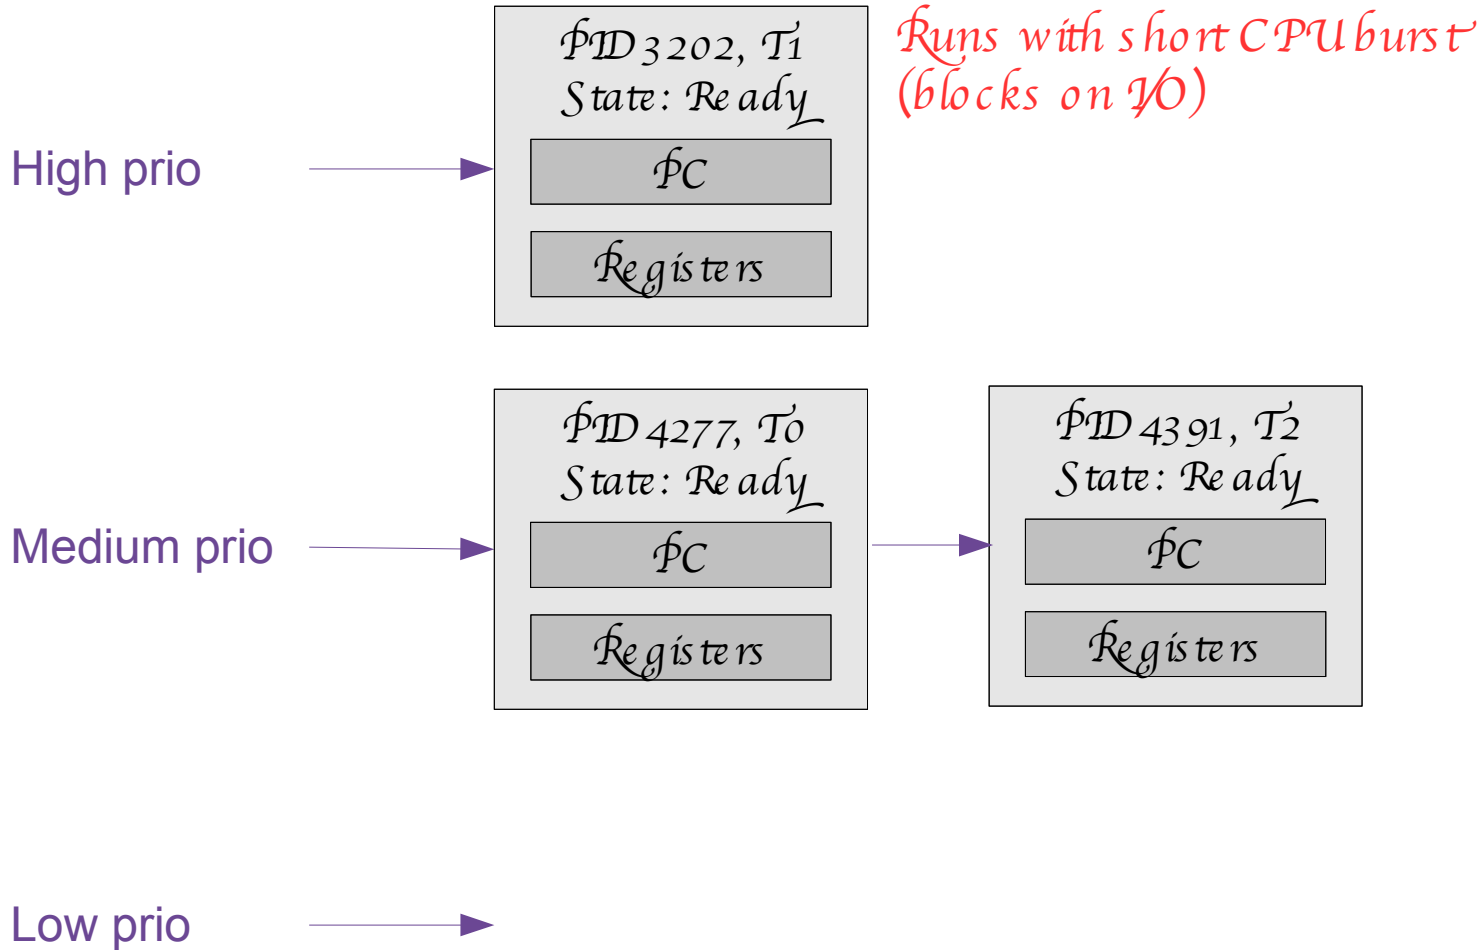 PID 3202, T1
State: Ready
Runs with short CPU burst
(blocks on I/O)
High prio
PC
Registers
PID 4277, T0
State: Ready
PID 4391, T2
State: Ready
Medium prio
PC
PC
Registers
Registers
Low prio